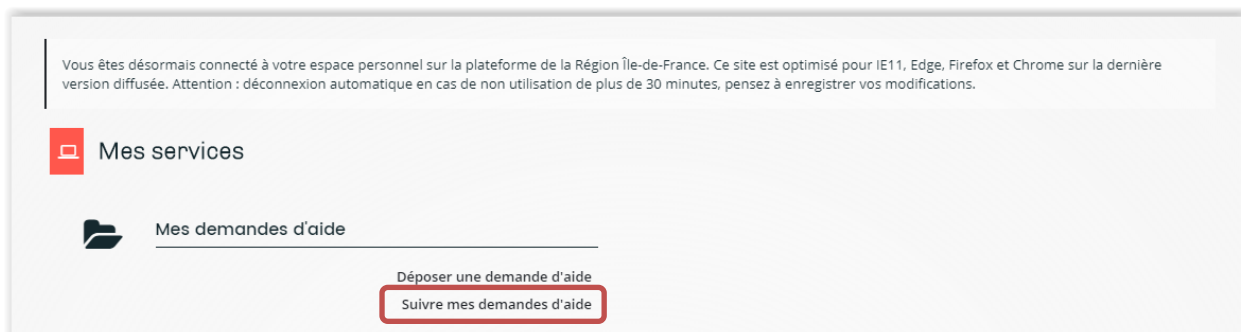 Vous êtes désormais connecté à votre espace personnel sur la plateforme de la Région Île-de-France. Ce site est optimisé pour IE11, Edge, Firefox et Chrome sur la dernière
version diffusée. Attention : déconnexion automatique en cas de non utilisation de plus de 30 minutes, pensez à enregistrer vos modifications.
Mes services
Mes demandes d'aide
Déposer une demande d'aide
Suivre mes demandes d'aide